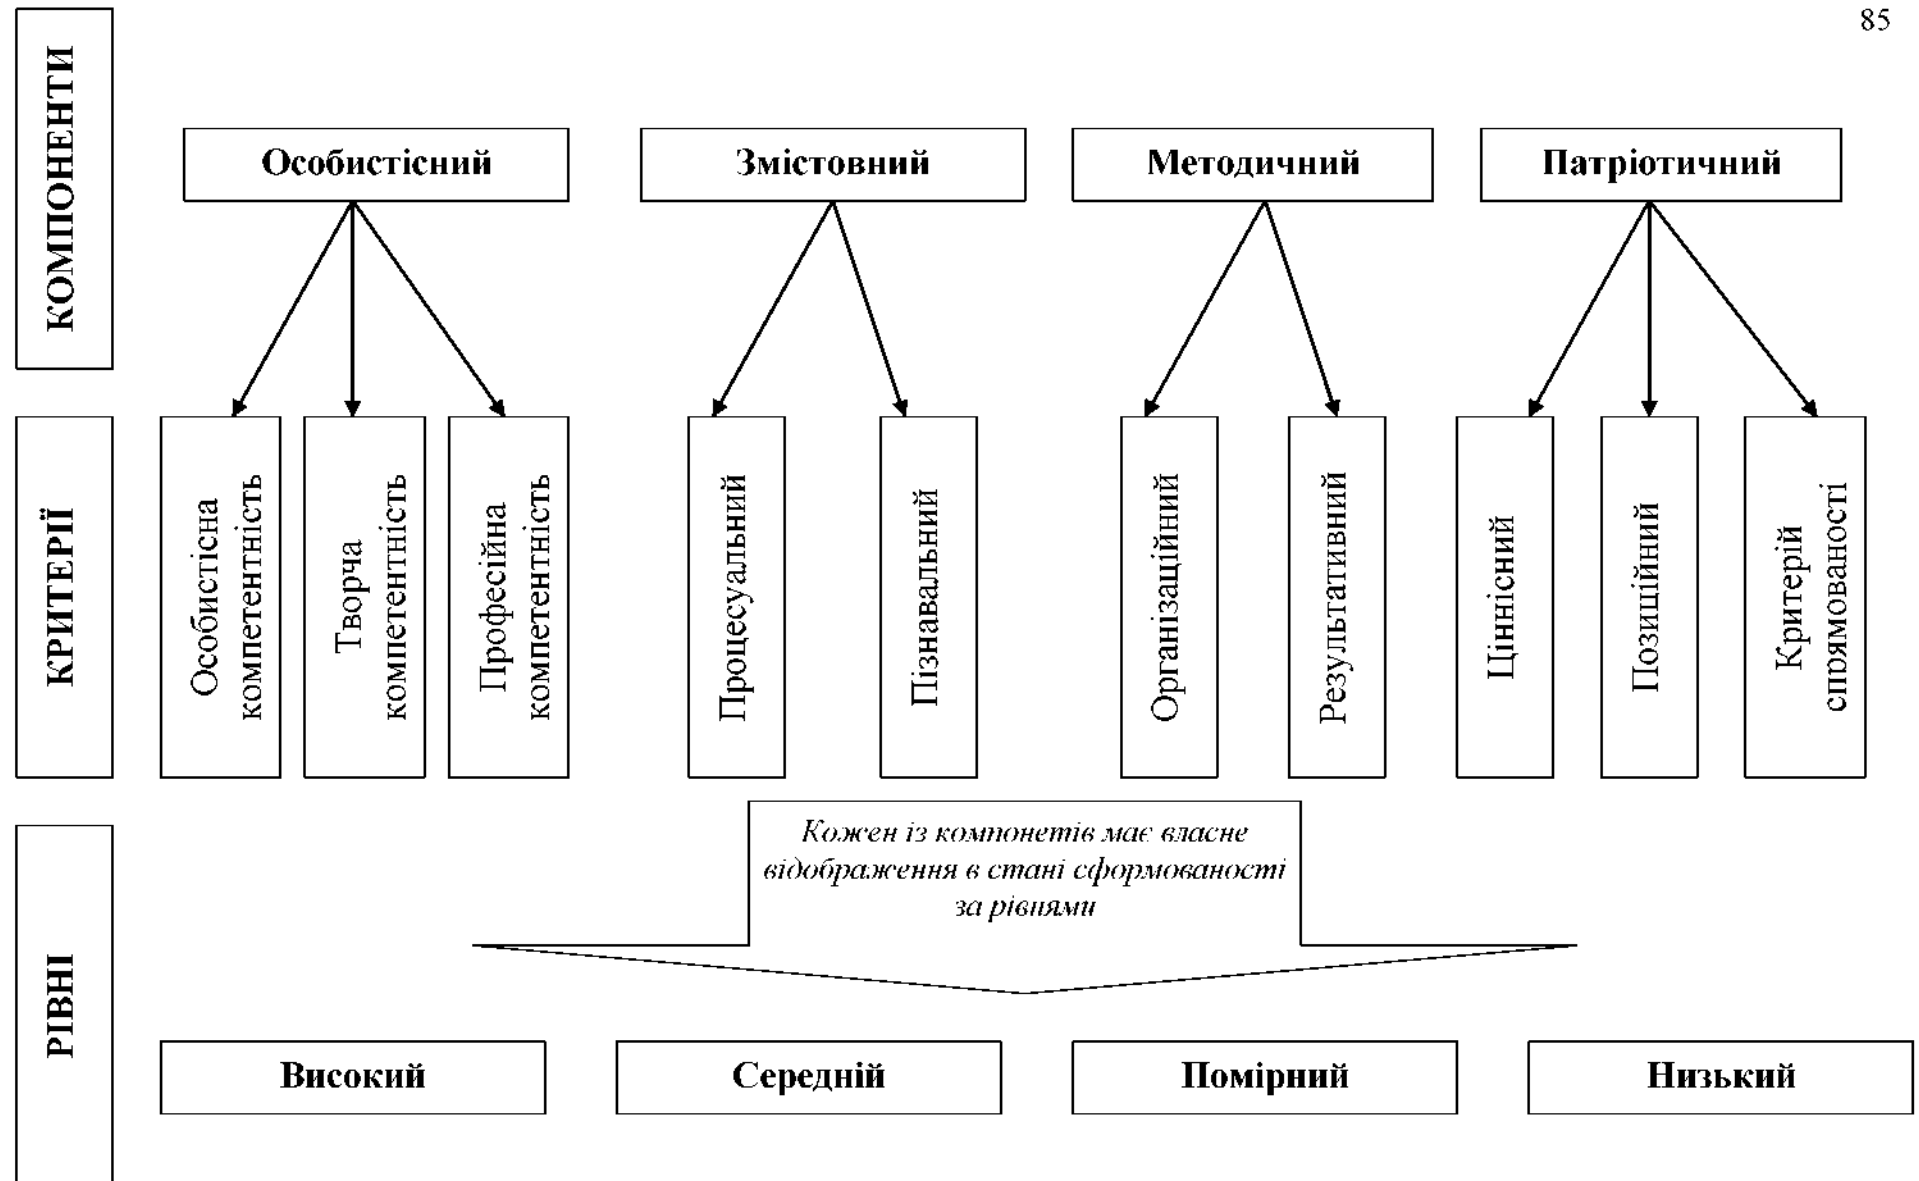 85
КОМПОНЕНТИ
Особистісний
Змістовний
Методичний
Патріотичний
КРИТЕРІЇ
Особистісна
компетентність
Творча
компетентність
Професійна
компетентність
Процесуальний
Пізнавальний
Організаційний
Результативний
Ціннісний
Позиційний
Критерій
спрямованості
Кожен із компонетів має власне
відображення в стані сформованості
за рівнями
РІВНІ
Високий
Середній
Помірний
Низький